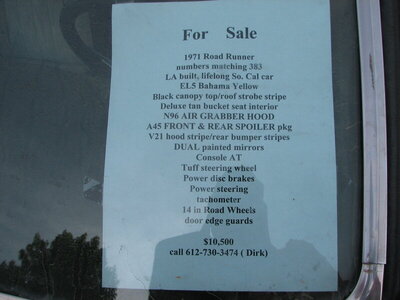 For Sale
1971 Road Runner
numbers matching 383
LA built, lifelong So. Cal car
EL5 Bahama Yellow
Black canopy top/roof strobe stripe
Deluxe tan bucket seat interior
N96 AIR GRABBER HOOD
A45 FRONT & REAR SPOILER pkg
V21 hood stripe/rear bumper stripes
DUAL painted mirrors
Console AT
Tuff steering wheel
Power disc brakes
Power steering
tachometer
14 in Road Wheels
door edge guards
$10,500
call 612-730-3474 ( Dirk)